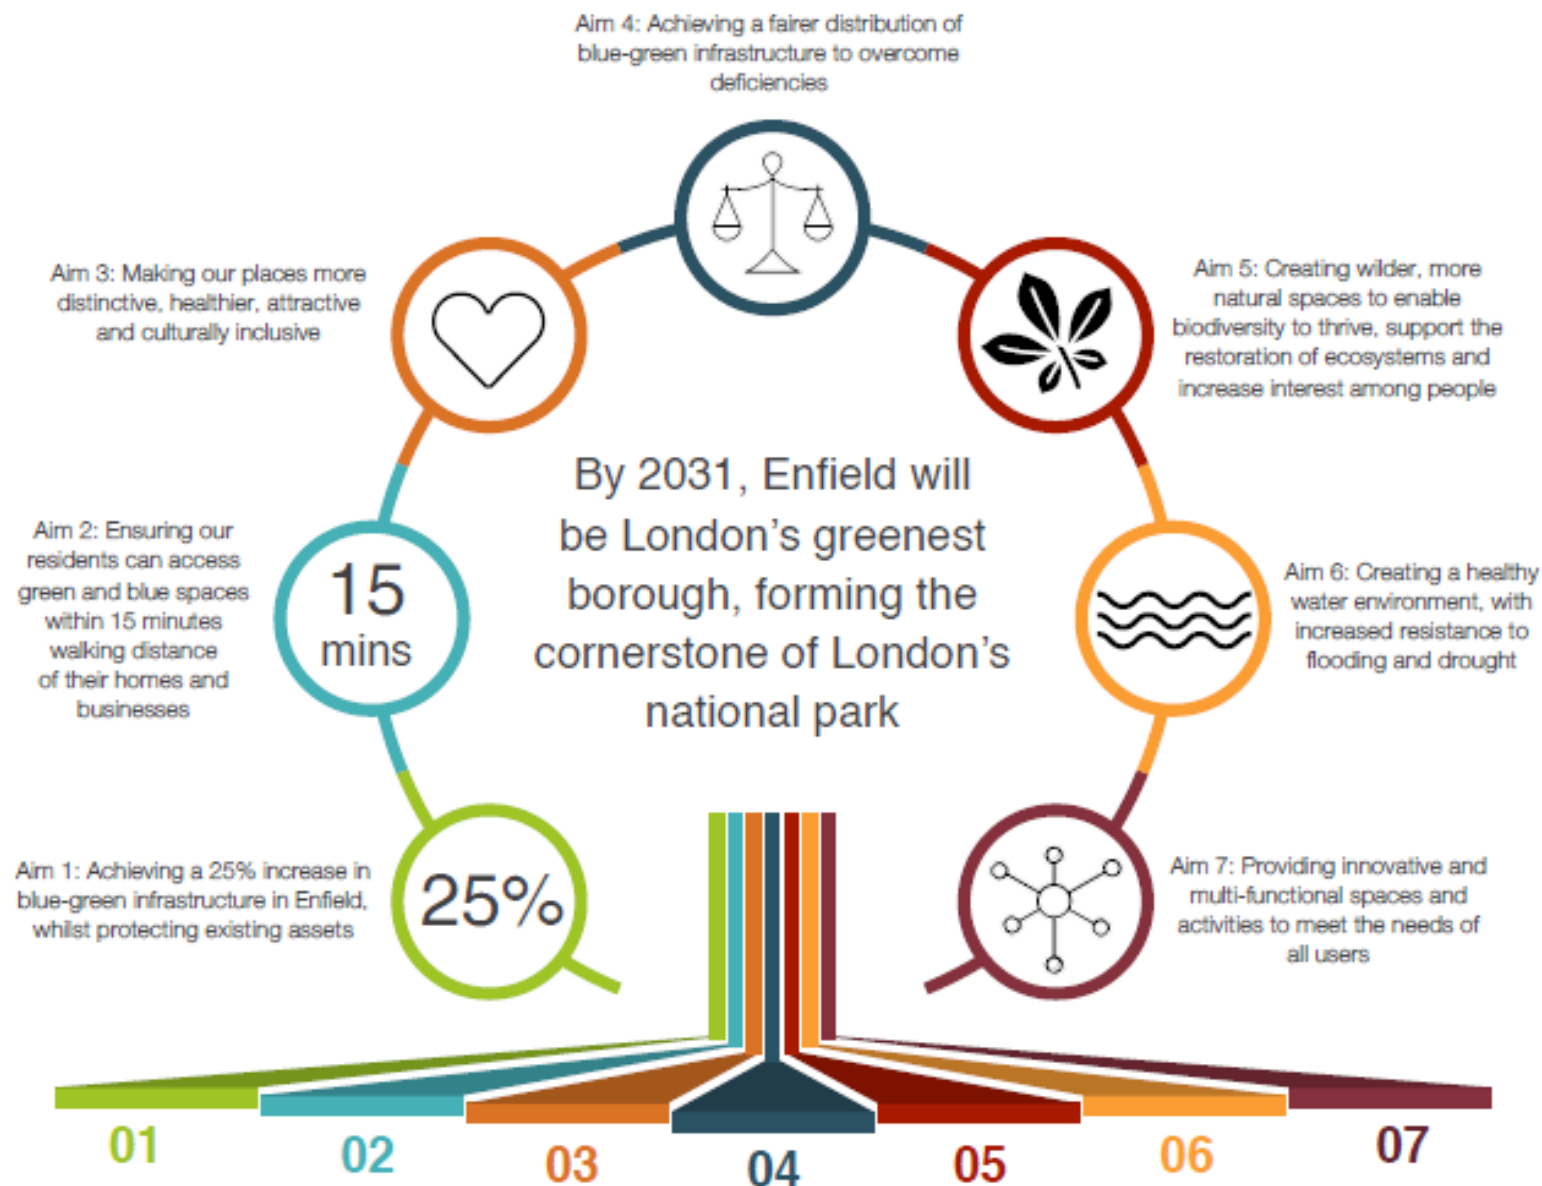 Aim 4: Achieving a fairer distribution of
blue-green infrastructure to overcome
deficiencies
Aim 3: Making our places more
distinctive, healthier, attractive
and culturally inclusive
Aim 5: Creating wilder, more
natural spaces to enable
biodiversity to thrive, support the
restoration of ecosystems and
increase interest among people
By 2031, Enfield will
be London's greenest
borough, forming the
cornerstone of London's
national park
Aim 2: Ensuring our
residents can access
green and blue spaces
within 15 minutes
walking distance
of their homes and
businesses
15
mins
Aim 6: Creating a healthy
water environment, with
increased resistance to
flooding and drought
Aim 1: Achieving a 25% increase in
blue-green infrastructure in Enfield,
whilst protecting existing assets
25%
Aim 7: Providing innovative and
multi-functional spaces and
activities to meet the needs of
all users
01
02
03
04
05
06
07